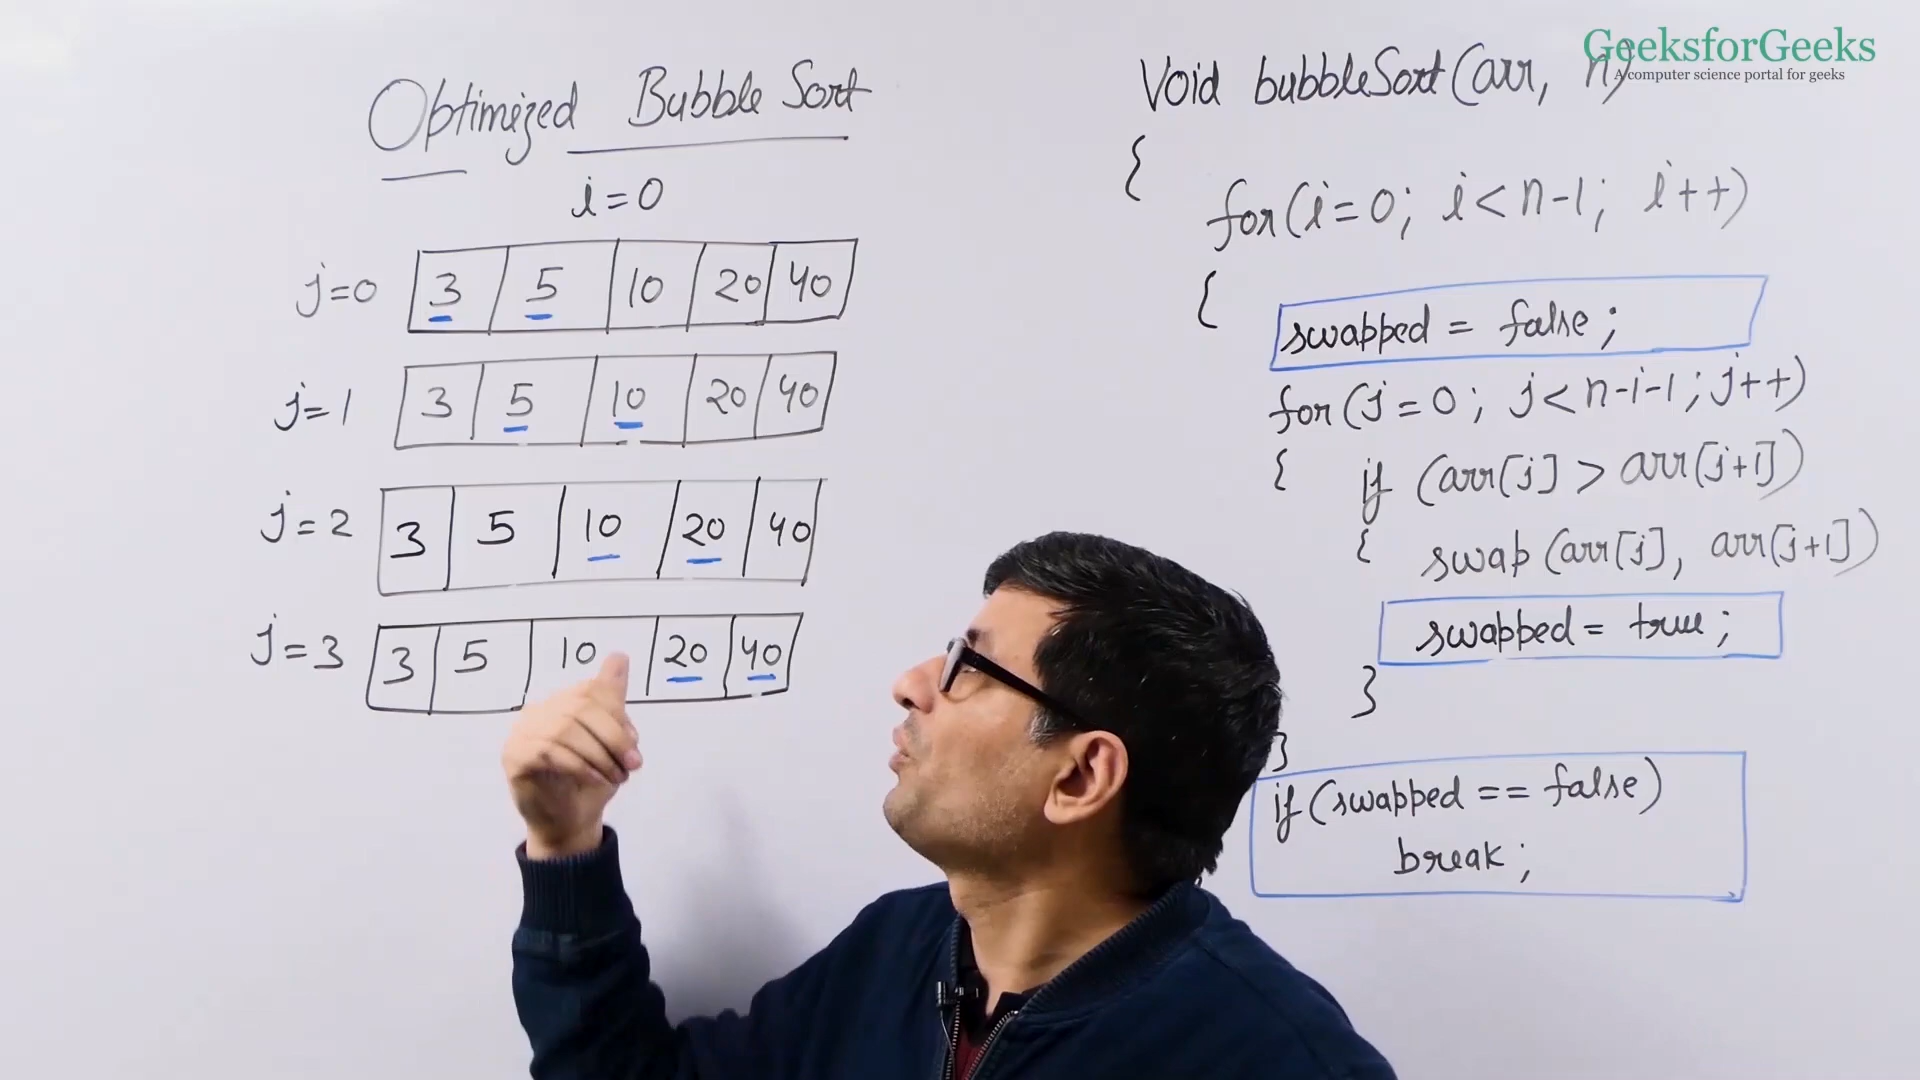 GeeksforGeeks
A computer science portal for geeks
Optimized Bubble Sort
i=0
j=0 3 5 10 20 40
j=1 3 5 10 20 40
j=2 3 5 10 20 40
j=3 3 5 10 20 40
Void bubbleSort(arr, n)
{
for(i=0; i<n-1; i++)
{
swapped = false;
for(j=0; j<n-i-1; j++)
{ if (arr[j] > arr[j+1])
{ swap(arr[j], arr[j+1])
swapped = true;
}
}
if(swapped == false)
break;